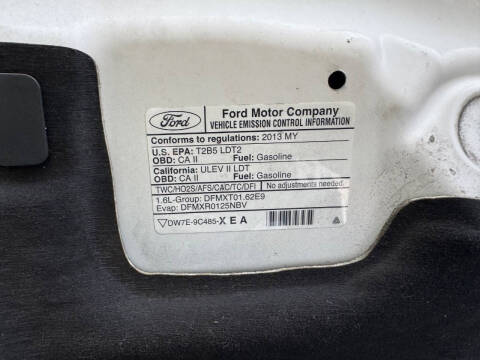 Ford
Ford Motor Company
VEHICLE EMISSION CONTROL INFORMATION
Conforms to regulations: 2013 MY
U.S. EPA: T2B5 LDT2
OBD: CA II Fuel: Gasoline
California: ULEV II LDT
OBD: CA II Fuel: Gasoline
TWC/HO2S/AFS/CAC/TC/DFI No adjustments needed.
1.6L-Group: DFMXT01.62E9
Evap: DFMXR0125NBV
DW7E-9C485-XEA